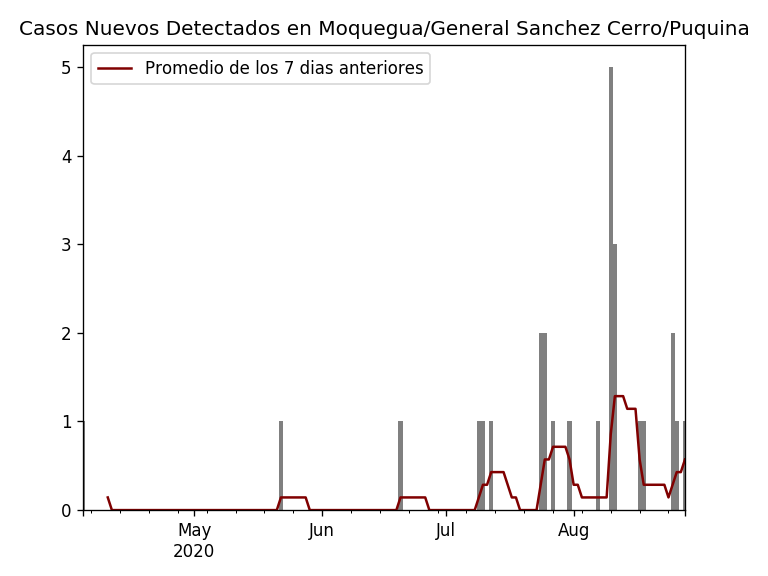 Casos Nuevos Detectados en Moquegua/General Sanchez Cerro/Puquina
Promedio de los 7 dias anteriores
5
4
3
2
1
0
May Jun Jul Aug
2020